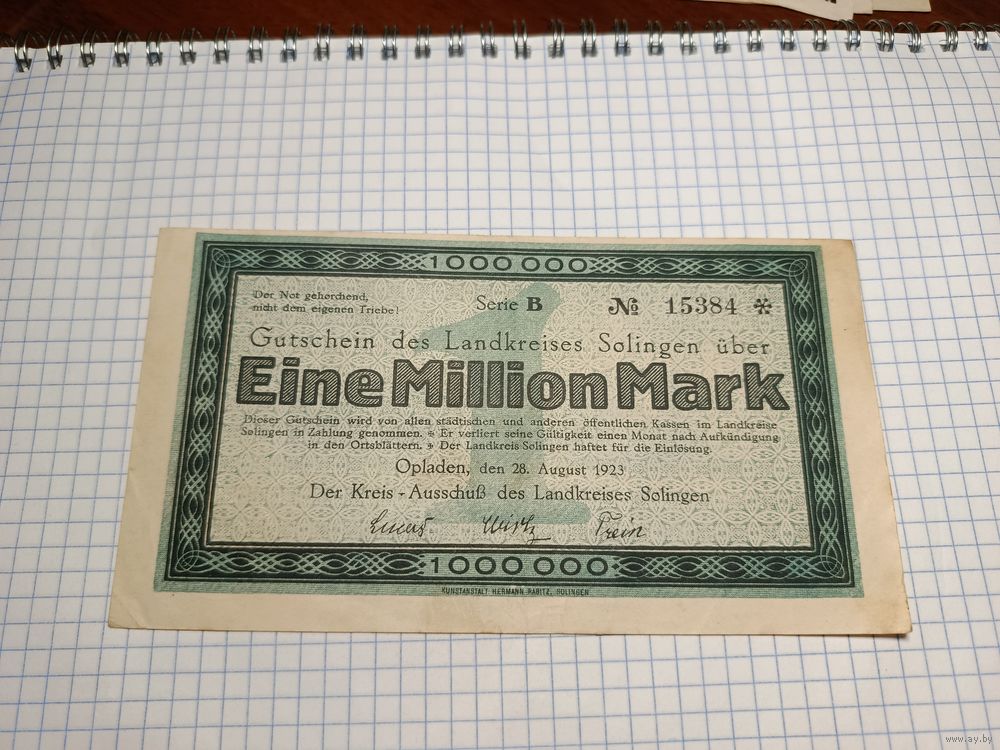 1000000
Der Not gehorchend,
nicht dem eigenen Triebe!
Serie B
№ 15384 *
Gutschein des Landkreises Solingen über
Eine Million Mark
Dieser Gutschein wird von allen städtischen und anderen öffentlichen Kassen im Landkreise
Solingen in Zahlung genommen. * Er verliert seine Gültigkeit einen Monat nach Aufkündigung
in den Ortsblättern. * Der Landkreis Solingen haftet für die Einlösung.
Opladen, den 28. August 1923
Der Kreis-Ausschuß des Landkreises Solingen
1000000
KUNSTANSTALT HERMANN RABITZ, SOLINGEN
www.ay.by